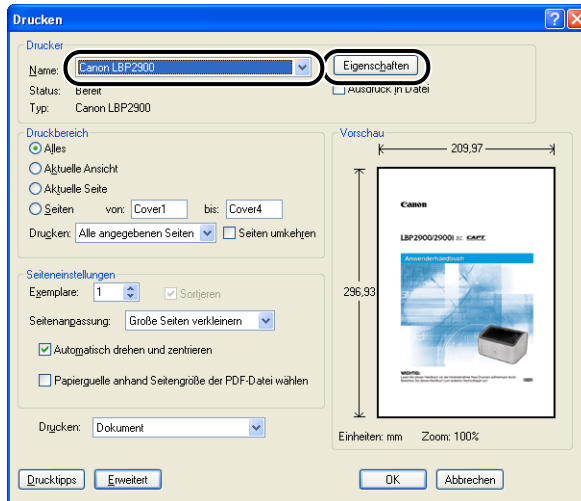 Drucken
Drucker
Name: Canon LBP2900 Eigenschaften
Status: Bereit Ausdruck in Datei
Typ: Canon LBP2900
Druckbereich
Alles
Aktuelle Ansicht
Aktuelle Seite
Seiten von: Cover1 bis: Cover4
Drucken: Alle angegebenen Seiten Seiten umkehren
Seiteneinstellungen
Exemplare: 1 Sortieren
Seitenanpassung: Große Seiten verkleinern
Automatisch drehen und zentrieren
Papierquelle anhand Seitengröße der PDF-Datei wählen
Drucken: Dokument
Vorschau
209,97
296,93
Canon
LBP2900/2900i CAPT
Anwenderhandbuch
WICHTIG:
Einheiten: mm Zoom: 100%
Drucktipps Erweitert OK Abbrechen